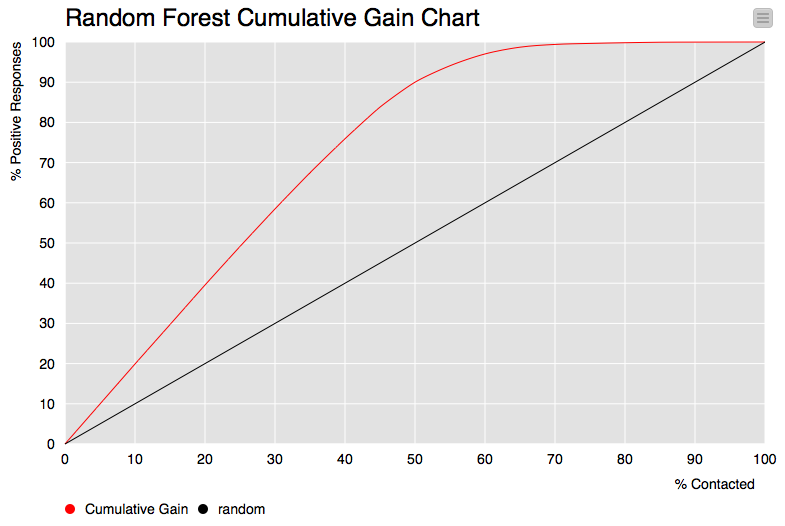 Random Forest Cumulative Gain Chart
% Positive Responses
100
90
80
70
60
50
40
30
20
10
0
0 10 20 30 40 50 60 70 80 90 100
% Contacted
Cumulative Gain random